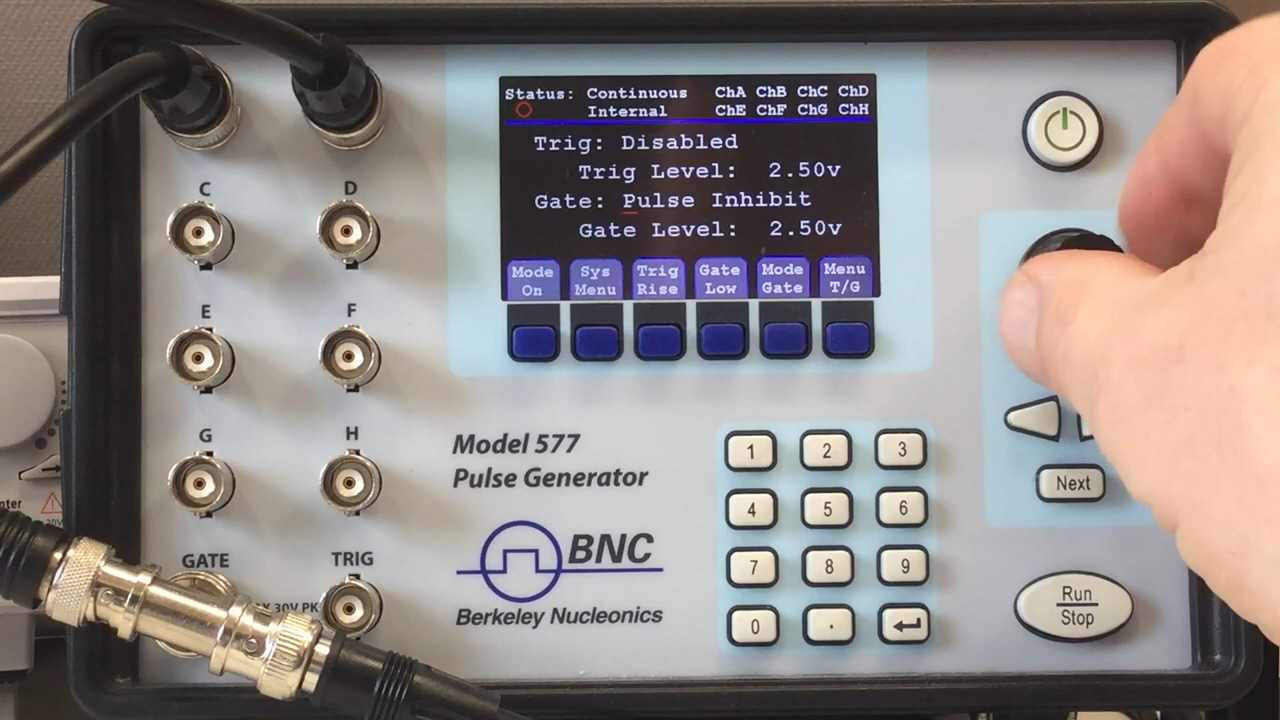 Status: Continuous ChA ChB ChC ChD
Internal ChE ChF ChG ChH
Trig: Disabled
Trig Level: 2.50v
Gate: Pulse Inhibit
Gate Level: 2.50v
Mode On
Sys Menu
Trig Rise
Gate Low
Mode Gate
Menu T/G
C D
E F
G H
GATE TRIG
30V PK
Model 577
Pulse Generator
BNC
Berkeley Nucleonics
1 2 3
4 5 6
7 8 9
0 .
Next
Run
Stop